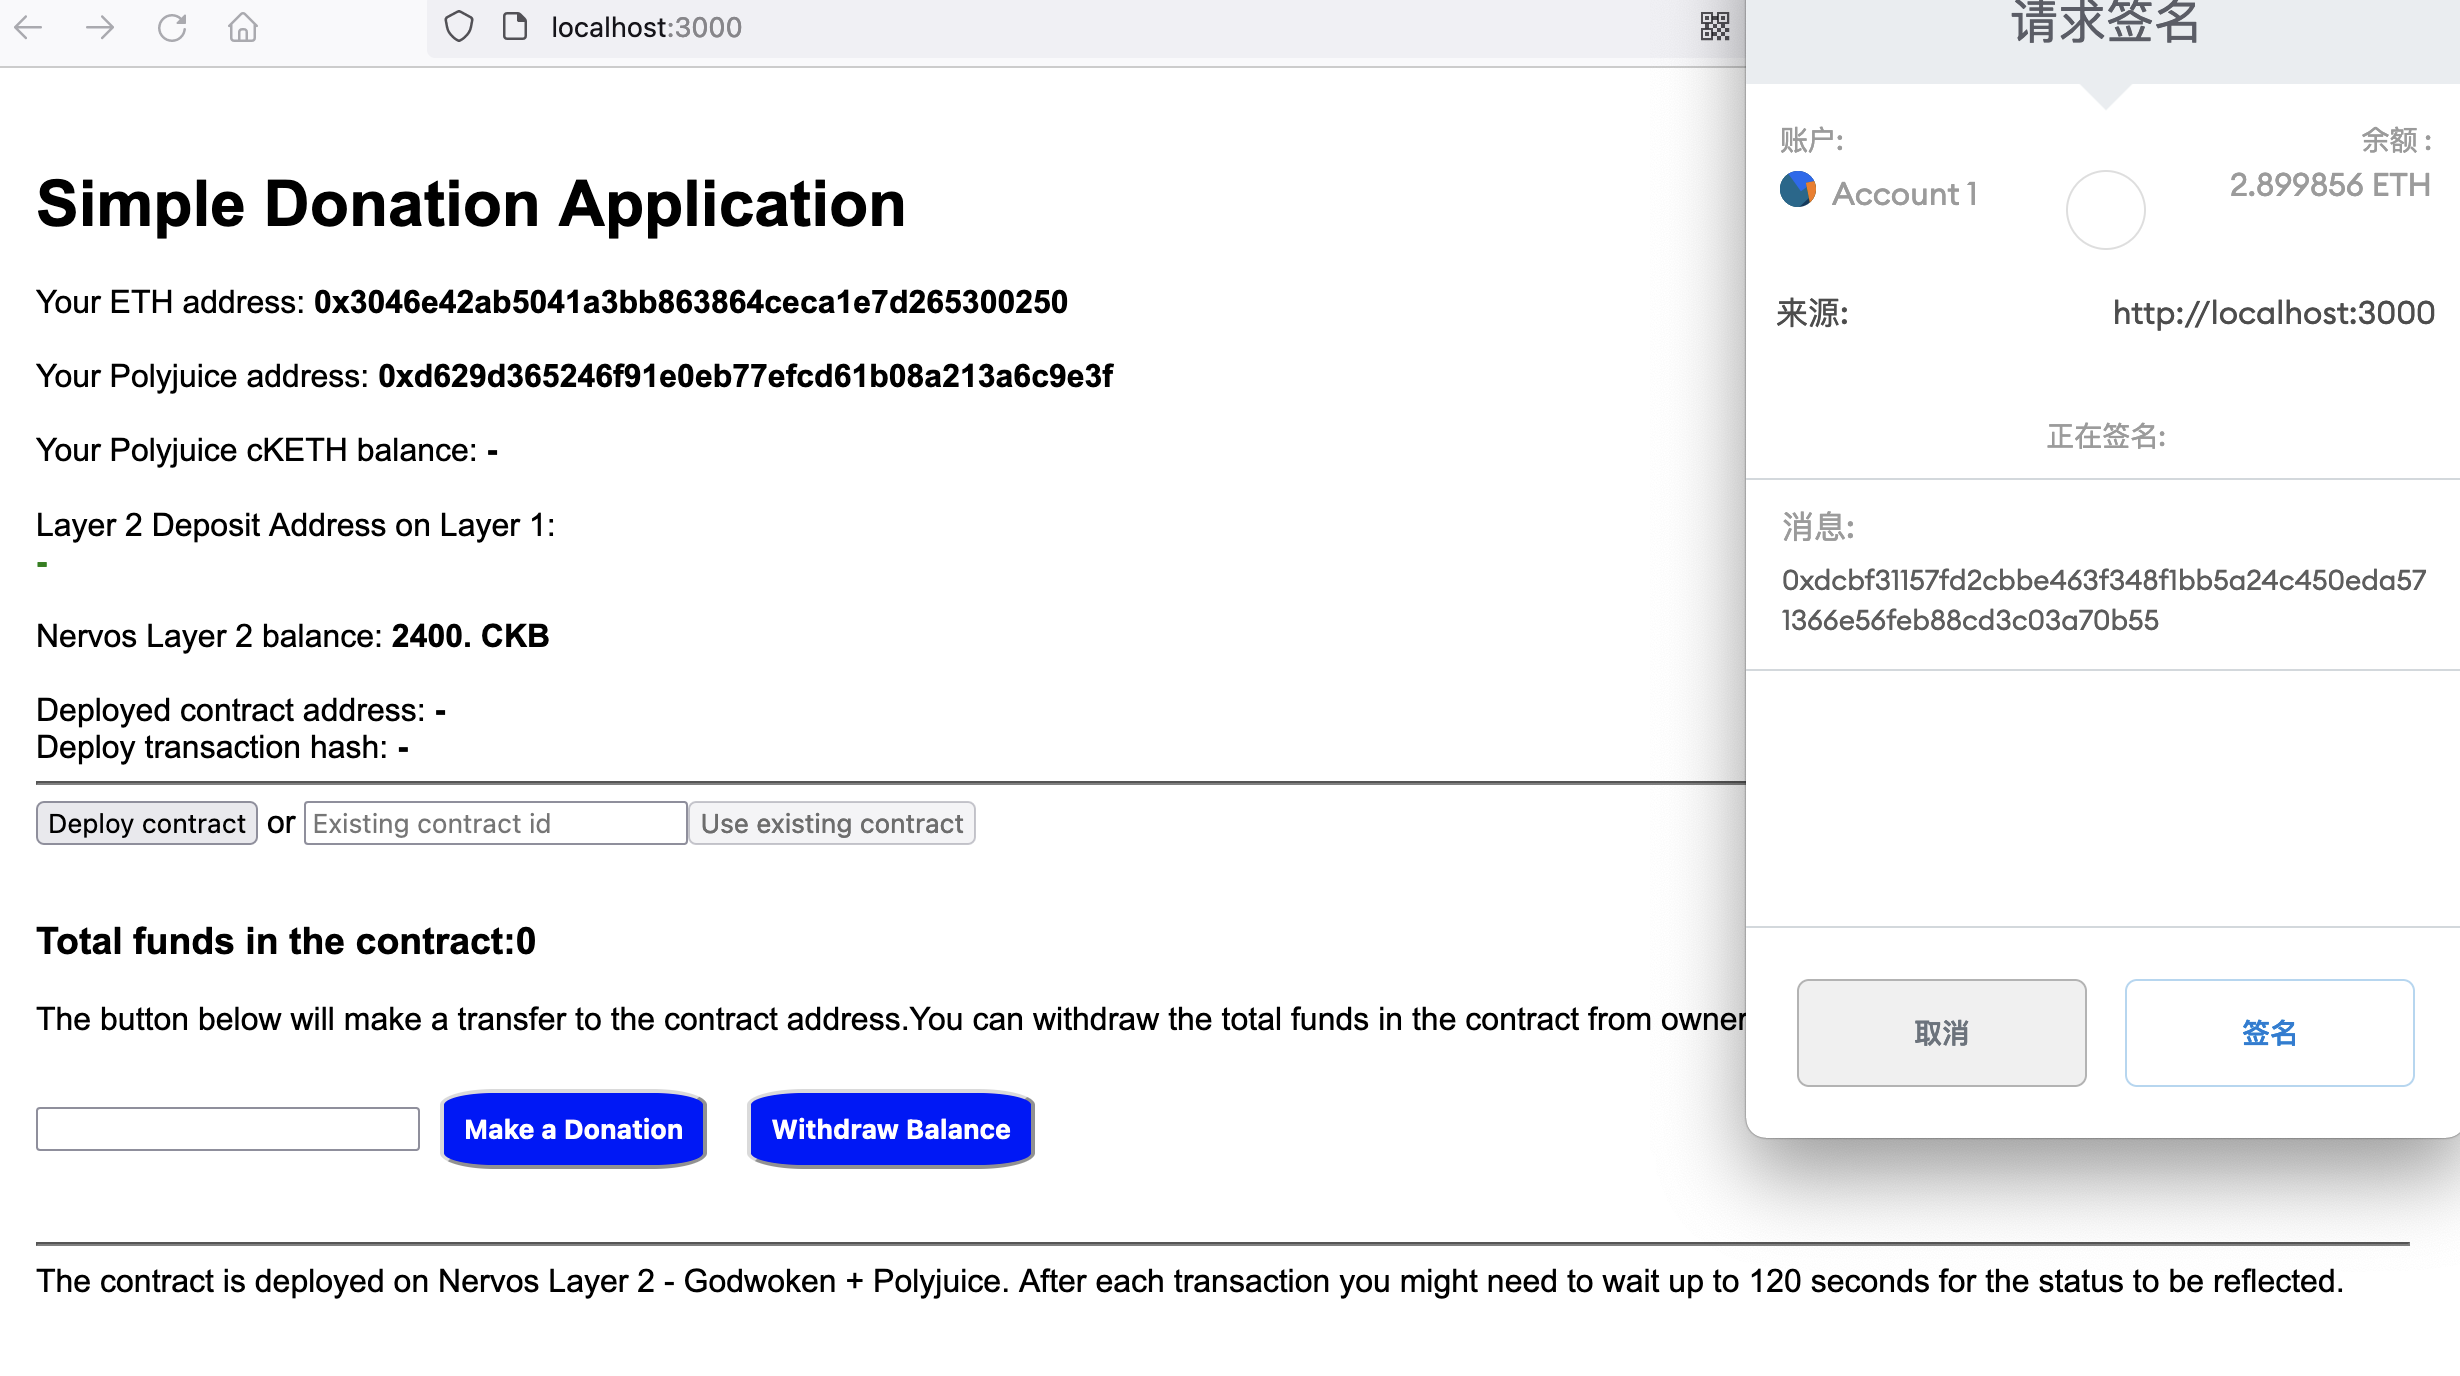 localhost:3000
Simple Donation Application
Your ETH address: 0x3046e42ab5041a3bb863864ceca1e7d265300250
Your Polyjuice address: 0xd629d365246f91e0eb77efcd61b08a213a6c9e3f
Your Polyjuice cKETH balance: -
Layer 2 Deposit Address on Layer 1:
-
Nervos Layer 2 balance: 2400. CKB
Deployed contract address: -
Deploy transaction hash: -
Deploy contract or Existing contract id Use existing contract
Total funds in the contract:0
The button below will make a transfer to the contract address.You can withdraw the total funds in the contract from owner
Make a Donation Withdraw Balance
The contract is deployed on Nervos Layer 2 - Godwoken + Polyjuice. After each transaction you might need to wait up to 120 seconds for the status to be reflected.
请求签名
账户: 余额 :
Account 1 2.899856 ETH
来源: http://localhost:3000
正在签名:
消息:
0xdcbf31157fd2cbbe463f348f1bb5a24c450eda57
1366e56feb88cd3c03a70b55
取消 签名